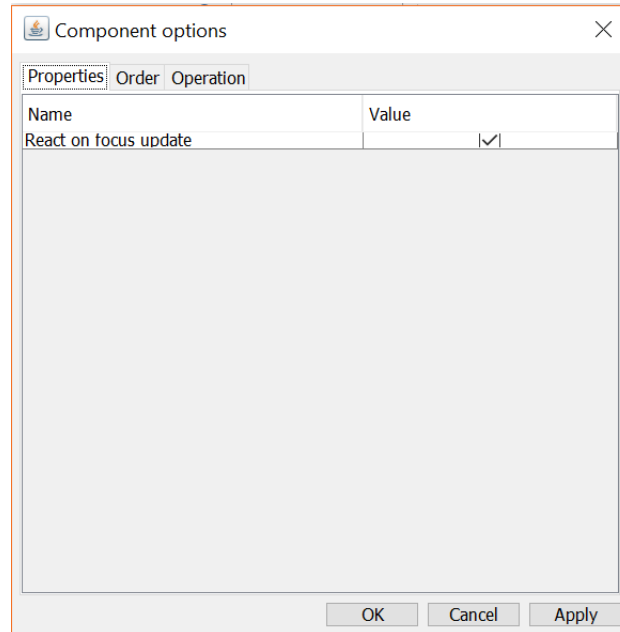 Component options
Properties Order Operation
Name Value
React on focus update
OK Cancel Apply